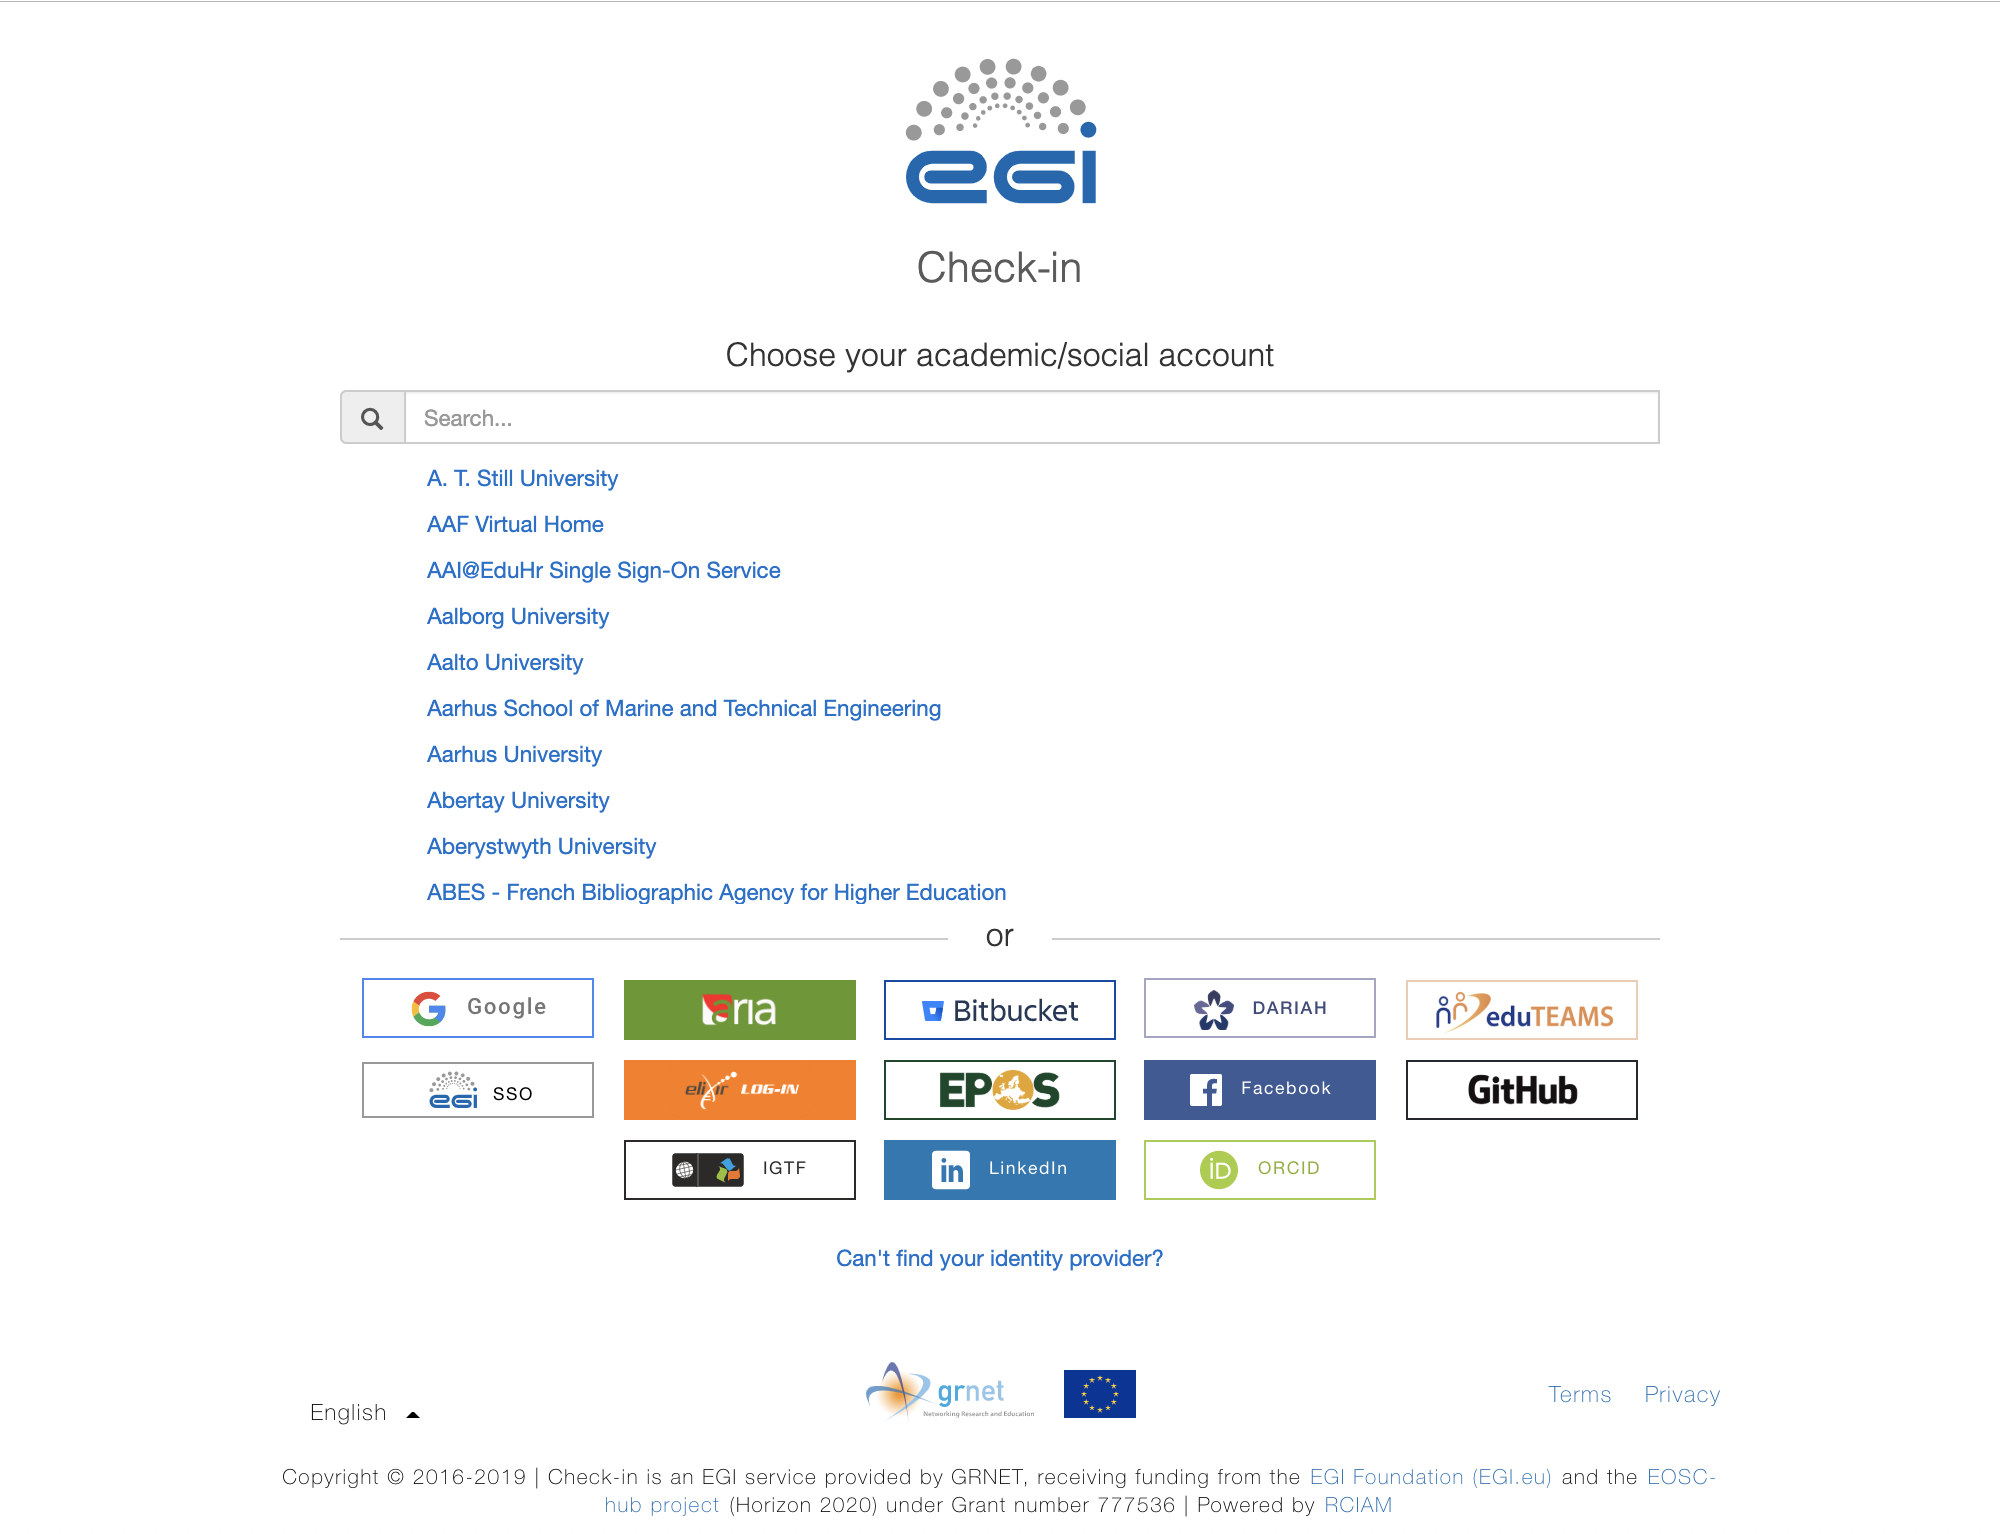 egi
Check-in
Choose your academic/social account
Search...
A. T. Still University
AAF Virtual Home
AAI@EduHr Single Sign-On Service
Aalborg University
Aalto University
Aarhus School of Marine and Technical Engineering
Aarhus University
Abertay University
Aberystwyth University
ABES - French Bibliographic Agency for Higher Education
or
Google
aria
Bitbucket
DARIAH
eduTEAMS
egi SSO
elixir LOG-IN
EPOS
Facebook
GitHub
IGTF
in LinkedIn
iD ORCID
Can't find your identity provider?
English
grnet
Networking Research and Education
Terms Privacy
Copyright © 2016-2019 | Check-in is an EGI service provided by GRNET, receiving funding from the EGI Foundation (EGI.eu) and the EOSC-
hub project (Horizon 2020) under Grant number 777536 | Powered by RCIAM